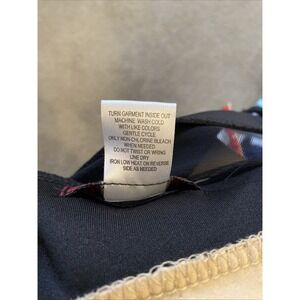 TURN GARMENT INSIDE OUT
MACHINE WASH COLD
WITH LIKE COLORS
GENTLE CYCLE
ONLY NON-CHLORINE BLEACH
WHEN NEEDED
DO NOT TWIST OR WRING
LINE DRY
IRON LOW HEAT ON REVERSE
SIDE AS NEEDED